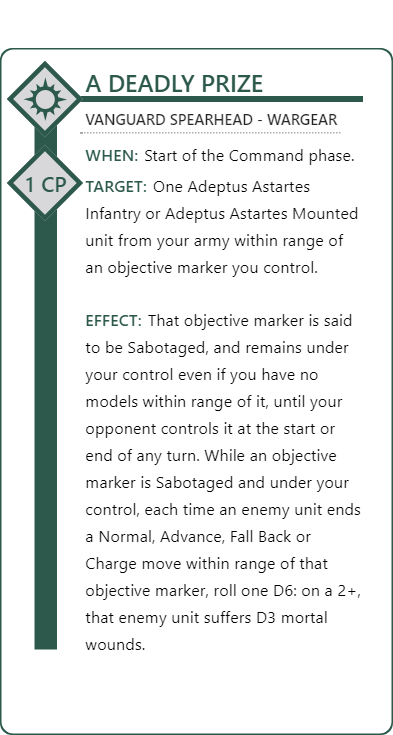 A DEADLY PRIZE
VANGUARD SPEARHEAD - WARGEAR
WHEN: Start of the Command phase.
1 CP
TARGET: One Adeptus Astartes
Infantry or Adeptus Astartes Mounted
unit from your army within range of
an objective marker you control.
EFFECT: That objective marker is said
to be Sabotaged, and remains under
your control even if you have no
models within range of it, until your
opponent controls it at the start or
end of any turn. While an objective
marker is Sabotaged and under your
control, each time an enemy unit ends
a Normal, Advance, Fall Back or
Charge move within range of that
objective marker, roll one D6: on a 2+,
that enemy unit suffers D3 mortal
wounds.